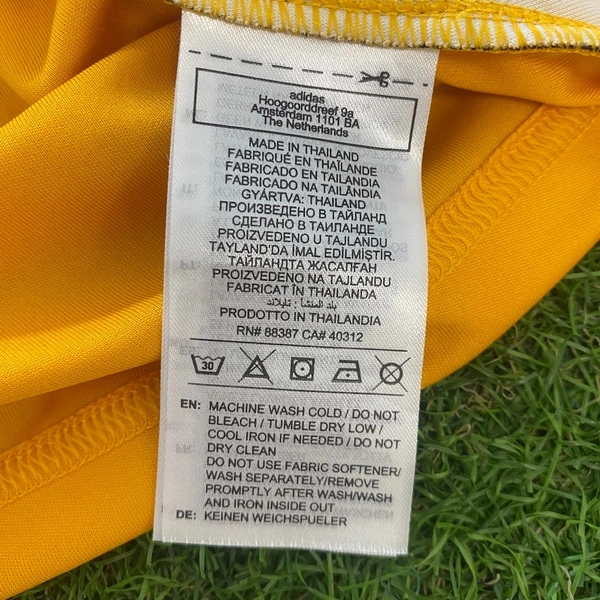 adidas
Hoogoorddreef 9a
Amsterdam 1101 BA
The Netherlands
MADE IN THAILAND
FABRIQUÉ EN THAÏLANDE
FABRICADO EN TAILANDIA
FABRICADO NA TAILÂNDIA
GYÁRTVA: THAILAND
ПРОИЗВЕДЕНО В ТАЙЛАНД
СДЕЛАНО В ТАИЛАНДЕ
PROIZVEDENO U TAJLANDU
TAYLAND'DA İMAL EDİLMİŞTİR.
ТАЙЛАНДТА ЖАСАЛҒАН
PROIZVEDENO NA TAJLANDU
FABRICAT ÎN THAILANDA
بلد المنشأ : تايلاند
PRODOTTO IN THAILANDIA
RN# 88387 CA# 40312
30
EN: MACHINE WASH COLD / DO NOT
BLEACH / TUMBLE DRY LOW /
COOL IRON IF NEEDED / DO NOT
DRY CLEAN
DO NOT USE FABRIC SOFTENER/
WASH SEPARATELY/REMOVE
PROMPTLY AFTER WASH/WASH
AND IRON INSIDE OUT
DE: KEINEN WEICHSPUELER